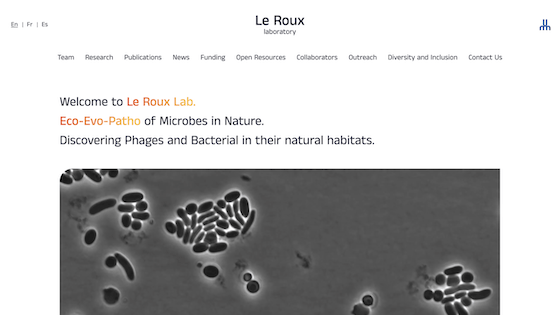 En | Fr | Es
Le Roux
laboratory
Team Research Publications News Funding Open Resources Collaborators Outreach Diversity and Inclusion Contact Us
Welcome to Le Roux Lab.
Eco-Evo-Patho of Microbes in Nature.
Discovering Phages and Bacterial in their natural habitats.